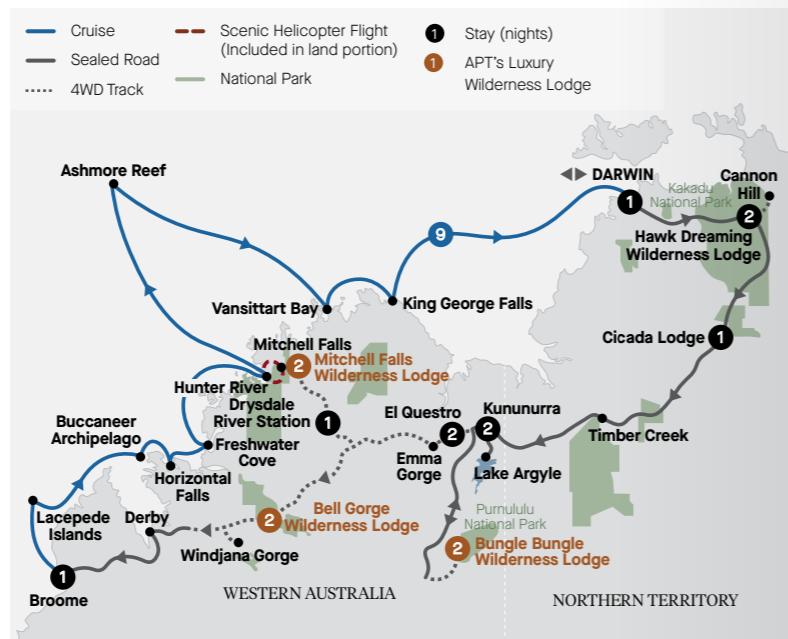 Cruise
Sealed Road
4WD Track
Scenic Helicopter Flight
(Included in land portion)
National Park
1 Stay (nights)
1 APT's Luxury
Wilderness Lodge
Ashmore Reef
DARWIN
1
Kakadu
National Park
Cannon
Hill
2
Hawk Dreaming
Wilderness Lodge
9
Vansittart Bay
King George Falls
Cicada Lodge
1
Mitchell Falls
2
Mitchell Falls
Wilderness Lodge
Hunter River
Drysdale
River Station
1
El Questro
2
Kununurra
2
Timber Creek
Buccaneer
Archipelago
Freshwater
Cove
Emma
Gorge
Lake Argyle
Horizontal
Falls
Lacepede
Islands
Derby
2
Bell Gorge
Wilderness Lodge
Purnululu
National Park
Windjana Gorge
2
Bungle Bungle
Wilderness Lodge
1
Broome
WESTERN AUSTRALIA
NORTHERN TERRITORY